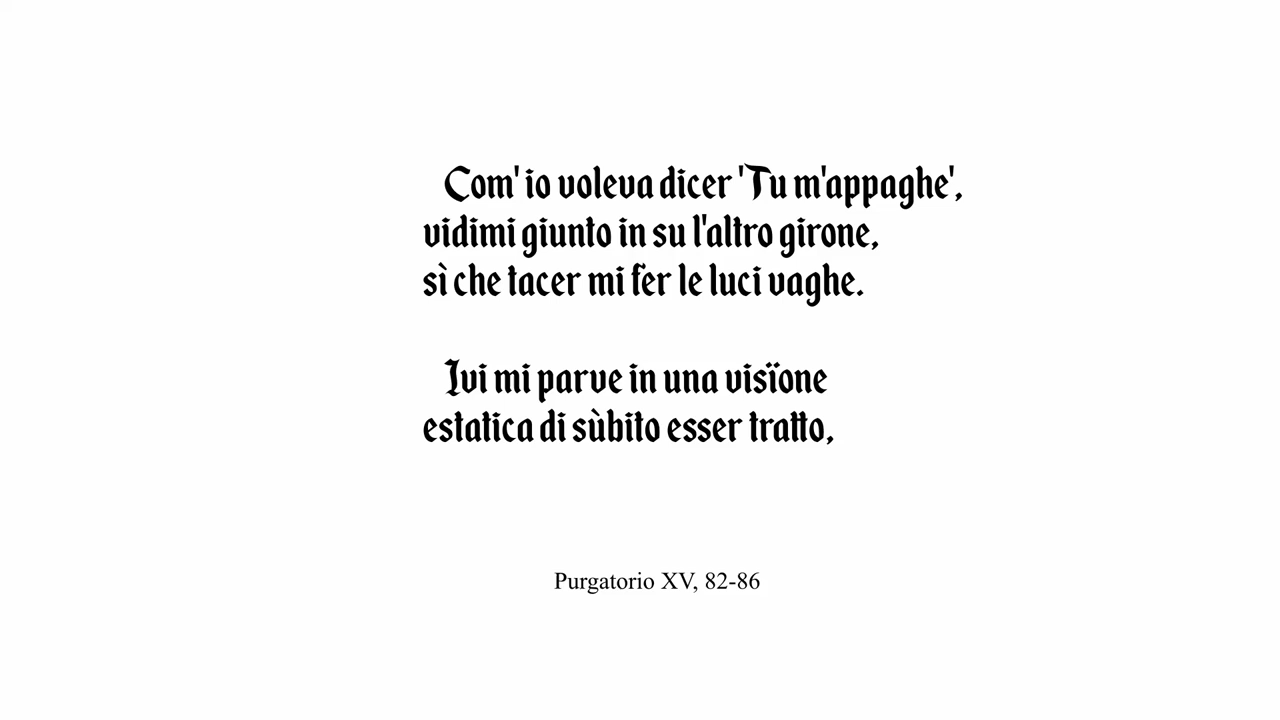 Com' io voleva dicer 'Tu m'appaghe',
vidimi giunto in su l'altro girone,
sì che tacer mi fer le luci vaghe.
Ivi mi parve in una visïone
estatica di sùbito esser tratto,
Purgatorio XV, 82-86